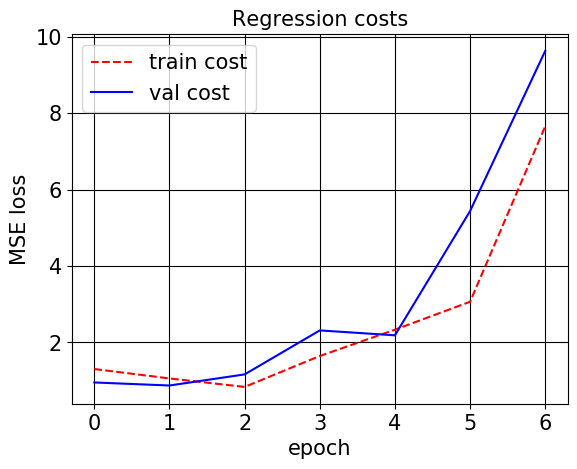 Regression costs
train cost
val cost
MSE loss
10
8
6
4
2
0 1 2 3 4 5 6
epoch